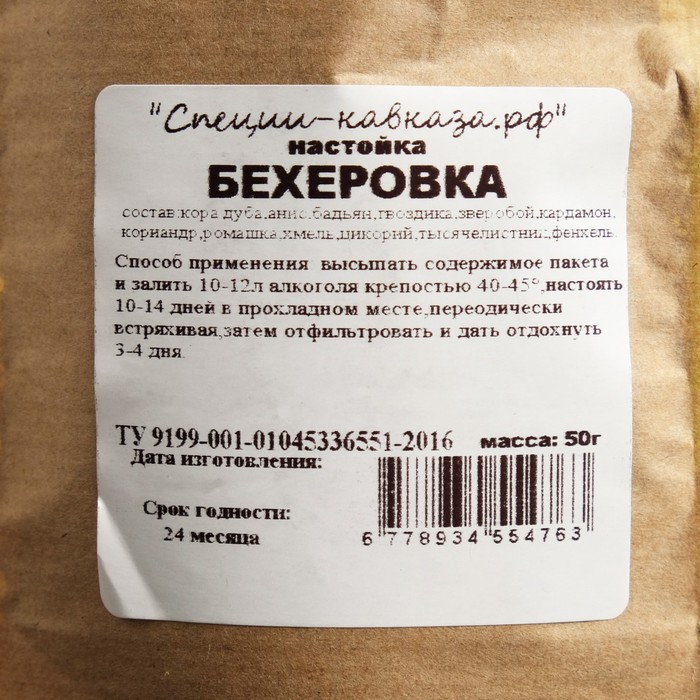 "Специи-кавказа.рф"
настойка
БЕХЕРОВКА
состав:кора дуба,анис,бадьян,гвоздика,зверобой,кардамон,
кориандр,ромашка,хмель,цикорий,тысячелистник,фенхель
Способ применения высыпать содержимое пакета
и залить 10-12л алкоголя крепостью 40-45°,настоять
10-14 дней в прохладном месте,переодически
встряхивая,затем отфильтровать и дать отдохнуть
3-4 дня.
ТУ 9199-001-01045336551-2016 масса: 50г
Дата изготовления:
Срок годности:
24 месяца
6 778934 554763